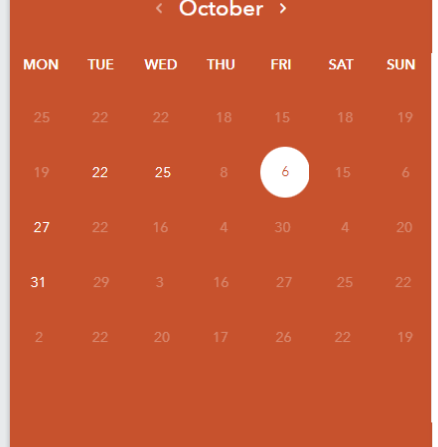 ‹ October ›
MON TUE WED THU FRI SAT SUN
25 22 22 18 15 18 19
19 22 25 8 6 15 6
27 22 16 4 30 4 20
31 29 3 16 27 25 22
2 22 20 17 26 22 19